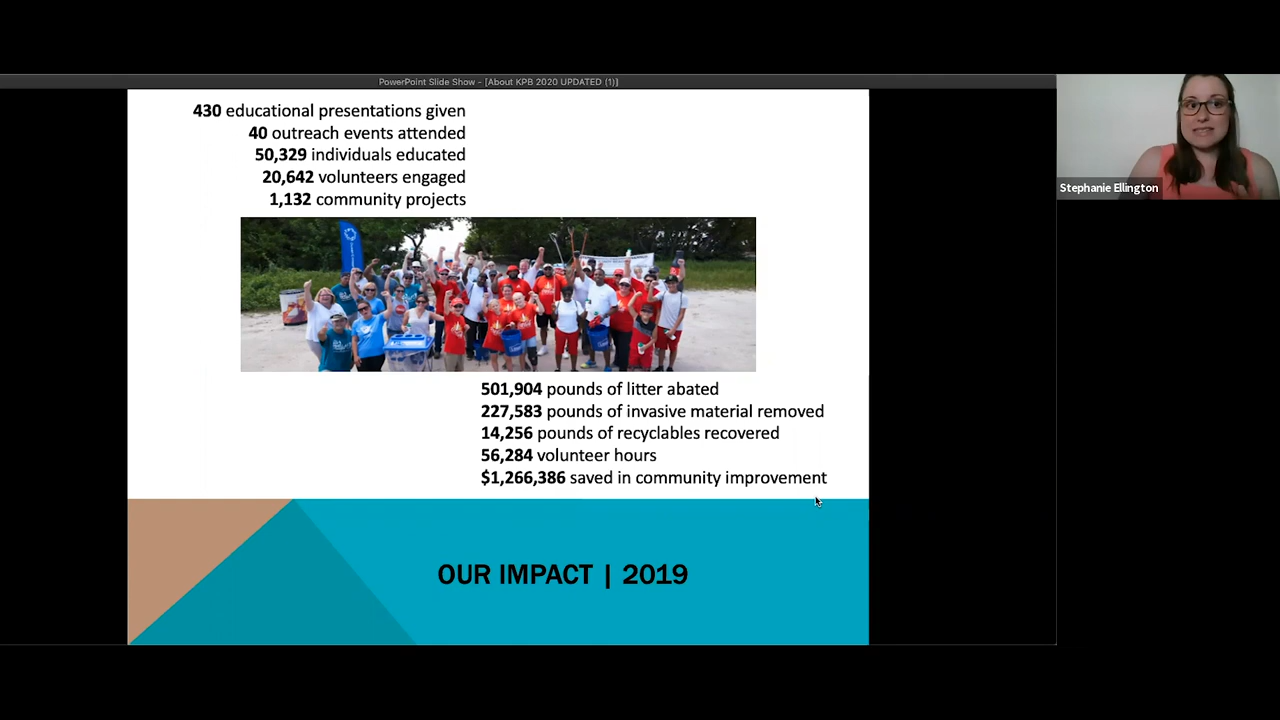 PowerPoint Slide Show - [About KPB 2020 UPDATED (1)]
430 educational presentations given
40 outreach events attended
50,329 individuals educated
20,642 volunteers engaged
1,132 community projects
501,904 pounds of litter abated
227,583 pounds of invasive material removed
14,256 pounds of recyclables recovered
56,284 volunteer hours
$1,266,386 saved in community improvement
OUR IMPACT | 2019
Stephanie Ellington